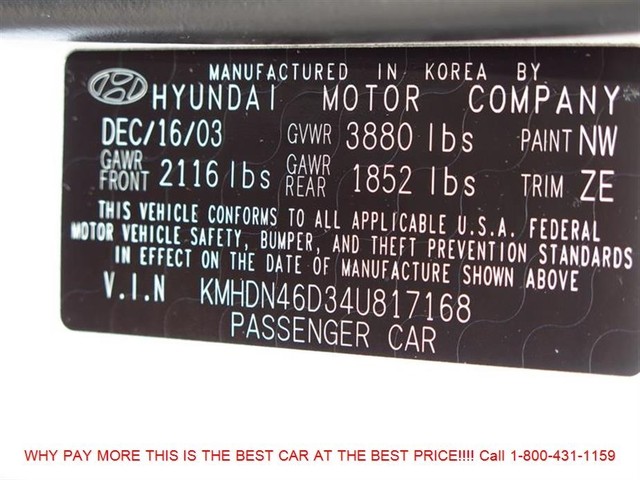 MANUFACTURED IN KOREA BY
HYUNDAI MOTOR COMPANY
DEC/16/03 GVWR 3880 lbs PAINT NW
GAWR FRONT 2116 lbs GAWR REAR 1852 lbs TRIM ZE
THIS VEHICLE CONFORMS TO ALL APPLICABLE U.S.A. FEDERAL
MOTOR VEHICLE SAFETY, BUMPER, AND THEFT PREVENTION STANDARDS
IN EFFECT ON THE DATE OF MANUFACTURE SHOWN ABOVE
V.I.N KMHDN46D34U817168
PASSENGER CAR
WHY PAY MORE THIS IS THE BEST CAR AT THE BEST PRICE!!!! Call 1-800-431-1159